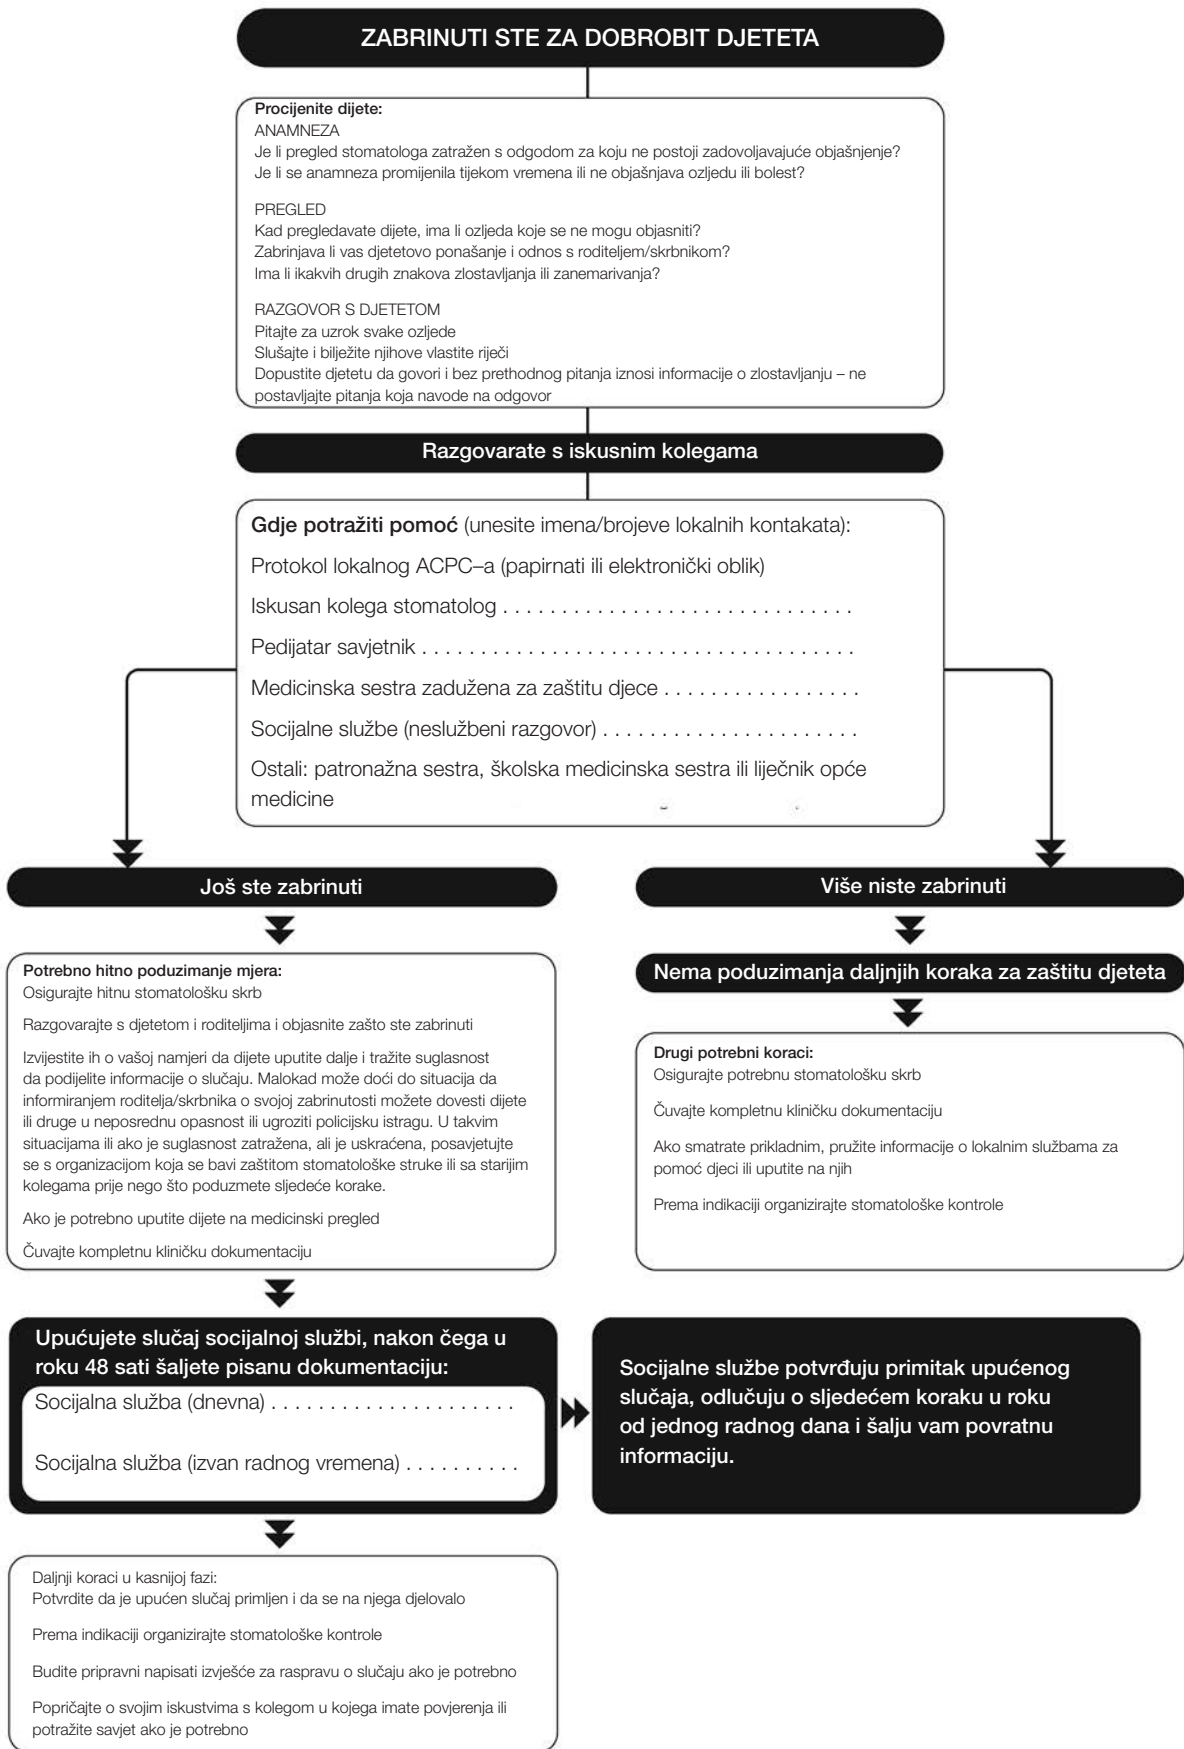 ZABRINUTI STE ZA DOBROBIT DJETETA
Procijenite dijete:
ANAMNEZA
Je li pregled stomatologa zatražen s odgodom za koju ne postoji zadovoljavajuće objašnjenje?
Je li se anamneza promijenila tijekom vremena ili ne objašnjava ozljedu ili bolest?
PREGLED
Kad pregledavate dijete, ima li ozljeda koje se ne mogu objasniti?
Zabrinjava li vas djetetovo ponašanje i odnos s roditeljem/skrbnikom?
Ima li ikakvih drugih znakova zlostavljanja ili zanemarivanja?
RAZGOVOR S DJETETOM
Pitajte za uzrok svake ozljede
Slušajte i bilježite njihove vlastite riječi
Dopustite djetetu da govori i bez prethodnog pitanja iznosi informacije o zlostavljanju – ne
postavljajte pitanja koja navode na odgovor
Razgovarate s iskusnim kolegama
Gdje potražiti pomoć (unesite imena/brojeve lokalnih kontakata):
Protokol lokalnog ACPC–a (papirnati ili elektronički oblik)
Iskusan kolega stomatolog . . . . . . . . . . . . . . . . . . . . . . . . . . . . . .
Pedijatar savjetnik . . . . . . . . . . . . . . . . . . . . . . . . . . . . . . . . . . . . .
Medicinska sestra zadužena za zaštitu djece . . . . . . . . . . . . . . . . .
Socijalne službe (neslužbeni razgovor) . . . . . . . . . . . . . . . . . . . . . .
Ostali: patronažna sestra, školska medicinska sestra ili liječnik opće
medicine
Još ste zabrinuti
Potrebno hitno poduzimanje mjera:
Osigurajte hitnu stomatološku skrb
Razgovarajte s djetetom i roditeljima i objasnite zašto ste zabrinuti
Izvijestite ih o vašoj namjeri da dijete uputite dalje i tražite suglasnost
da podijelite informacije o slučaju. Malokad može doći do situacija da
informiranjem roditelja/skrbnika o svojoj zabrinutosti možete dovesti dijete
ili druge u neposrednu opasnost ili ugroziti policijsku istragu. U takvim
situacijama ili ako je suglasnost zatražena, ali je uskraćena, posavjetujte
se s organizacijom koja se bavi zaštitom stomatološke struke ili sa starijim
kolegama prije nego što poduzmete sljedeće korake.
Ako je potrebno uputite dijete na medicinski pregled
Čuvajte kompletnu kliničku dokumentaciju
Više niste zabrinuti
Nema poduzimanja daljnjih koraka za zaštitu djeteta
Drugi potrebni koraci:
Osigurajte potrebnu stomatološku skrb
Čuvajte kompletnu kliničku dokumentaciju
Ako smatrate prikladnim, pružite informacije o lokalnim službama za
pomoć djeci ili uputite na njih
Prema indikaciji organizirajte stomatološke kontrole
Upućujete slučaj socijalnoj službi, nakon čega u
roku 48 sati šaljete pisanu dokumentaciju:
Socijalna služba (dnevna) . . . . . . . . . . . . . . . . . . . . .
Socijalna služba (izvan radnog vremena) . . . . . . . . . .
Socijalne službe potvrđuju primitak upućenog
slučaja, odlučuju o sljedećem koraku u roku
od jednog radnog dana i šalju vam povratnu
informaciju.
Daljnji koraci u kasnijoj fazi:
Potvrdite da je upućen slučaj primljen i da se na njega djelovalo
Prema indikaciji organizirajte stomatološke kontrole
Budite pripravni napisati izvješće za raspravu o slučaju ako je potrebno
Popričajte o svojim iskustvima s kolegom u kojega imate povjerenja ili
potražite savjet ako je potrebno